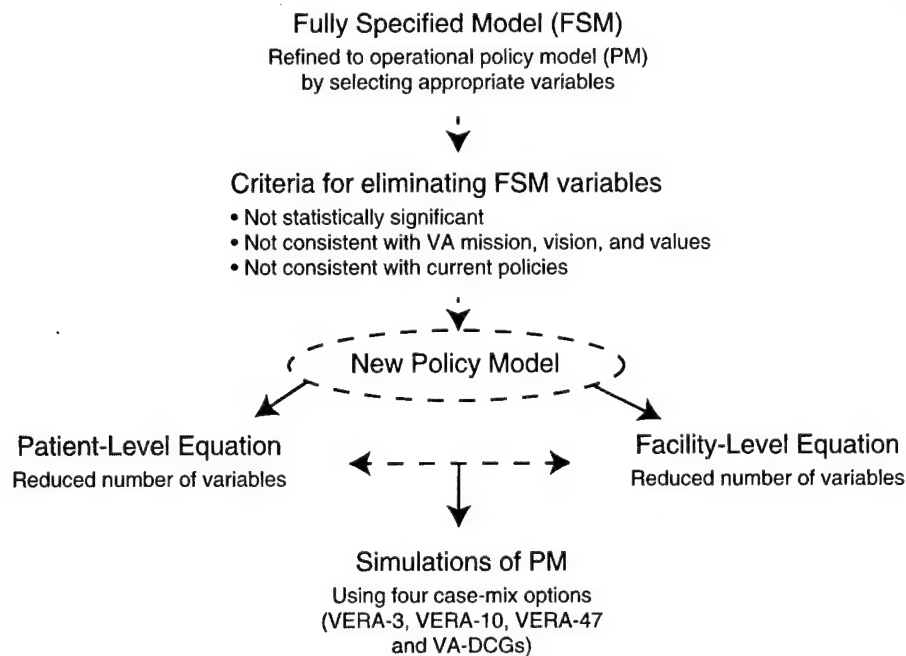 Fully Specified Model (FSM)
Refined to operational policy model (PM)
by selecting appropriate variables
Criteria for eliminating FSM variables
• Not statistically significant
• Not consistent with VA mission, vision, and values
• Not consistent with current policies
New Policy Model
Patient-Level Equation
Reduced number of variables
Facility-Level Equation
Reduced number of variables
Simulations of PM
Using four case-mix options
(VERA-3, VERA-10, VERA-47
and VA-DCGs)